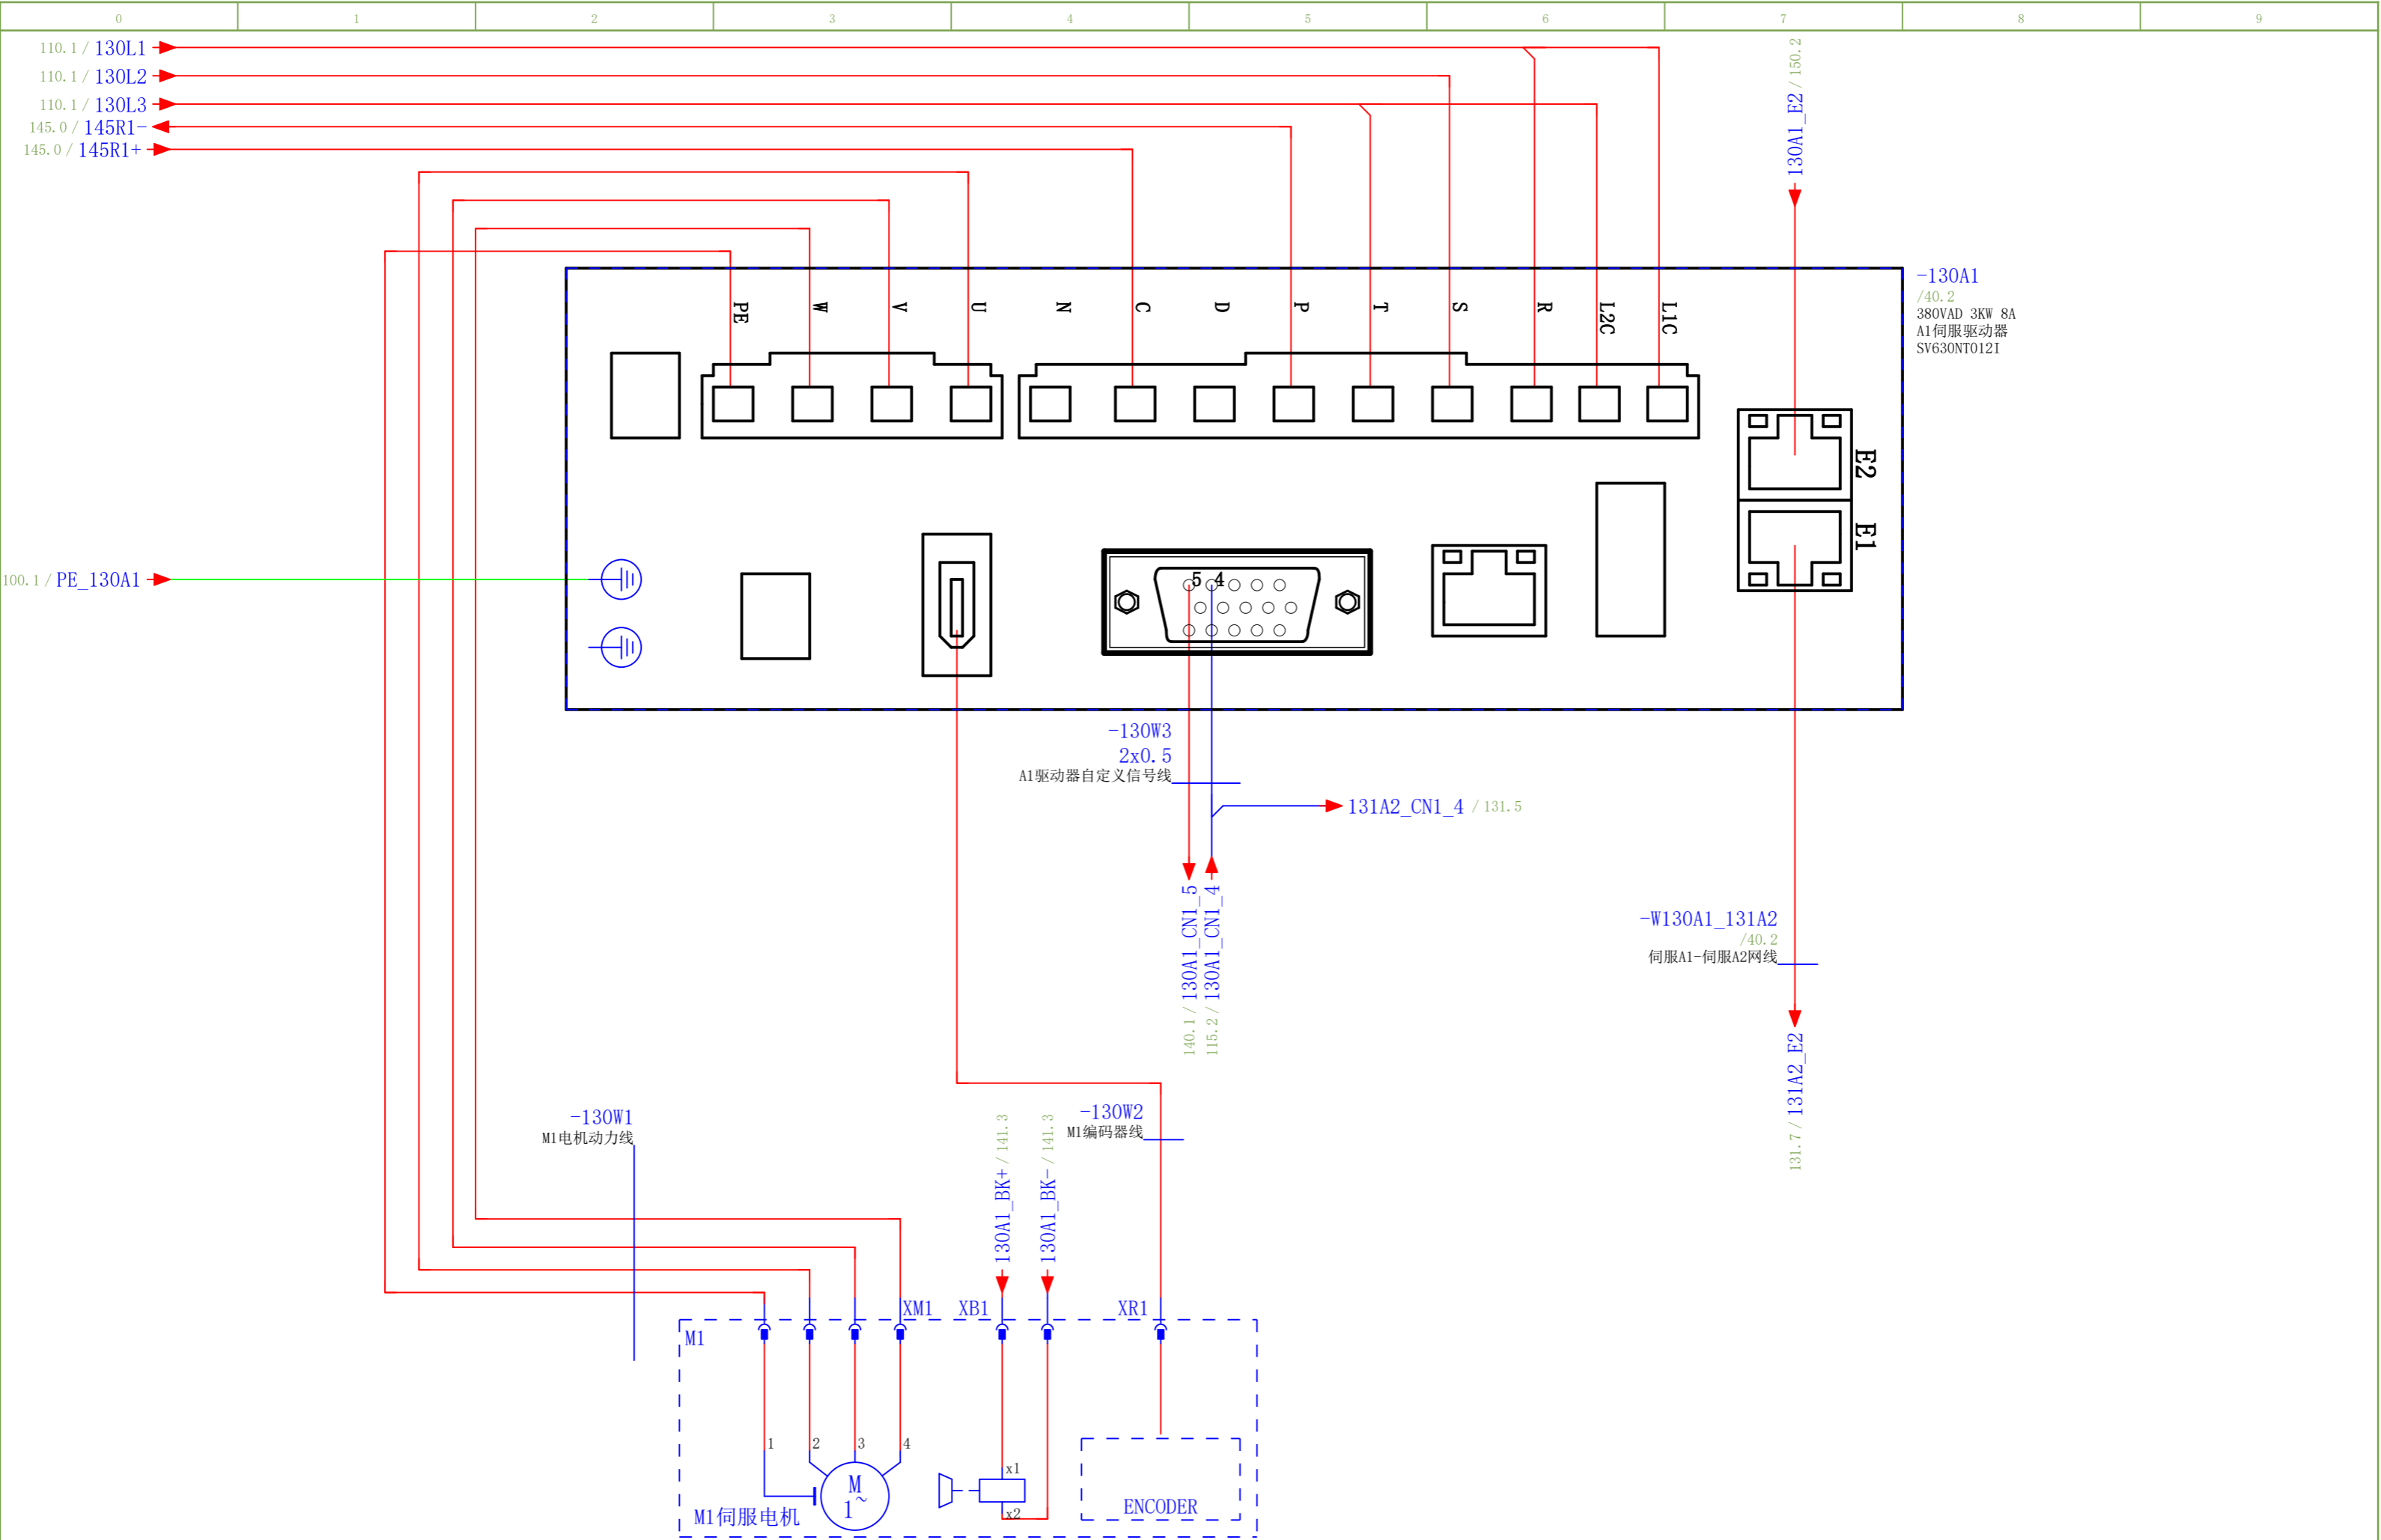 0 1 2 3 4 5 6 7 8 9
110.1 / 130L1
110.1 / 130L2
110.1 / 130L3
145.0 / 145R1-
145.0 / 145R1+
130A1_E2 / 150.2
-130A1
/40.2
380VAD 3KW 8A
A1伺服驱动器
SV630NT012I
PE W V U N C D P T S R L2C L1C
E2
E1
100.1 / PE_130A1
5 4
-130W3
2x0.5
A1驱动器自定义信号线
131A2_CN1_4 / 131.5
140.1 / 130A1_CN1_5
115.2 / 130A1_CN1_4
-W130A1_131A2
/40.2
伺服A1-伺服A2网线
131.7 / 131A2_E2
-130W1
M1电机动力线
130A1_BK+ / 141.3
130A1_BK- / 141.3
-130W2
M1编码器线
XM1 XB1 XR1
M1
1 2 3 4
M
1~
M1伺服电机
x1
x2
ENCODER